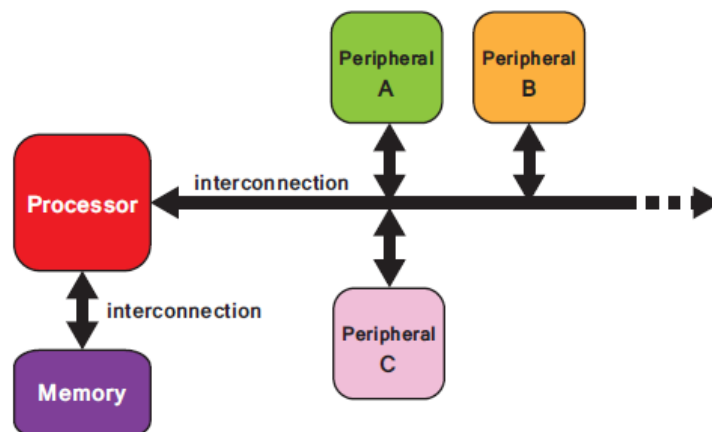 Peripheral
A
Peripheral
B
interconnection
Processor
interconnection
Peripheral
C
Memory